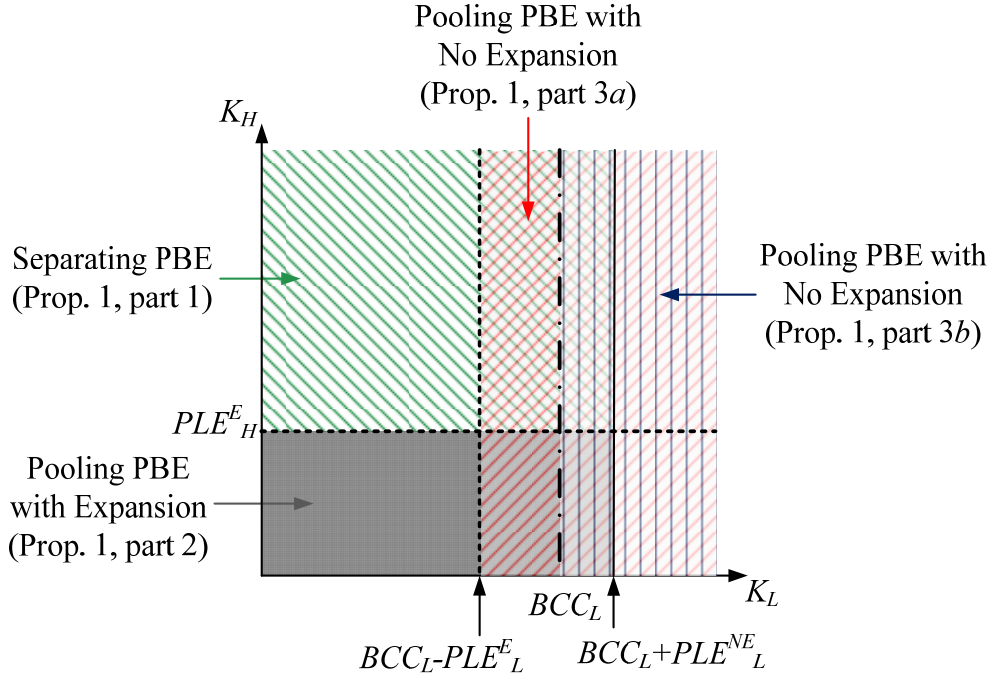 Pooling PBE with
No Expansion
(Prop. 1, part 3a)
K_H
Separating PBE
(Prop. 1, part 1)
Pooling PBE with
No Expansion
(Prop. 1, part 3b)
PLE^E_H
Pooling PBE
with Expansion
(Prop. 1, part 2)
K_L
BCC_L
BCC_L-PLE^E_L
BCC_L+PLE^NE_L